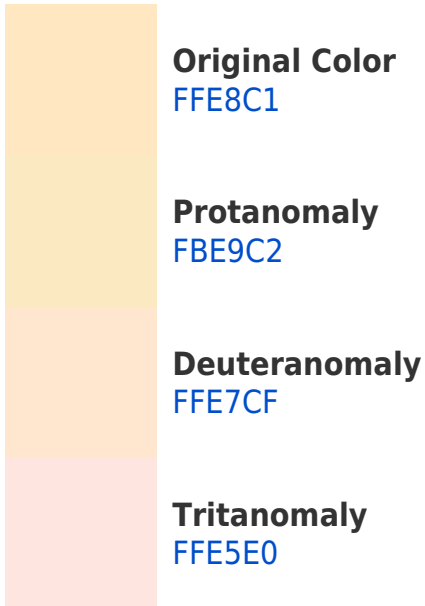 Original Color
FFE8C1
Protanomaly
FBE9C2
Deuteranomaly
FFE7CF
Tritanomaly
FFE5E0